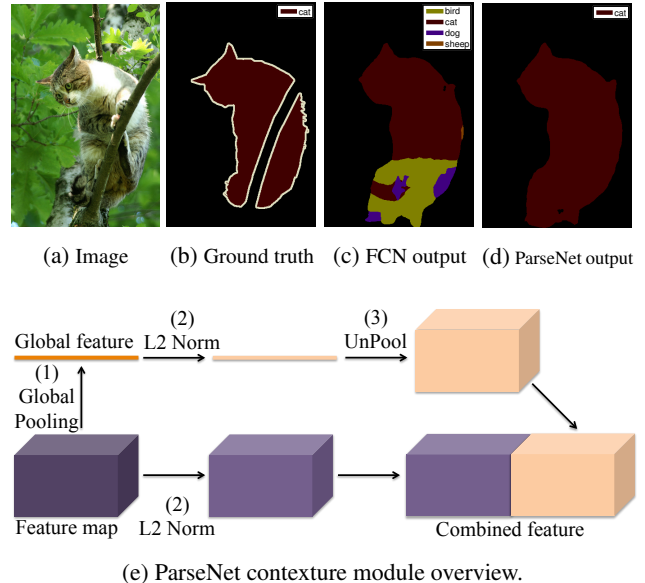 cat
bird
cat
dog
sheep
cat
(a) Image
(b) Ground truth
(c) FCN output
(d) ParseNet output
Global feature
(2)
L2 Norm
(3)
UnPool
(1)
Global
Pooling
Feature map
(2)
L2 Norm
Combined feature
(e) ParseNet contexture module overview.